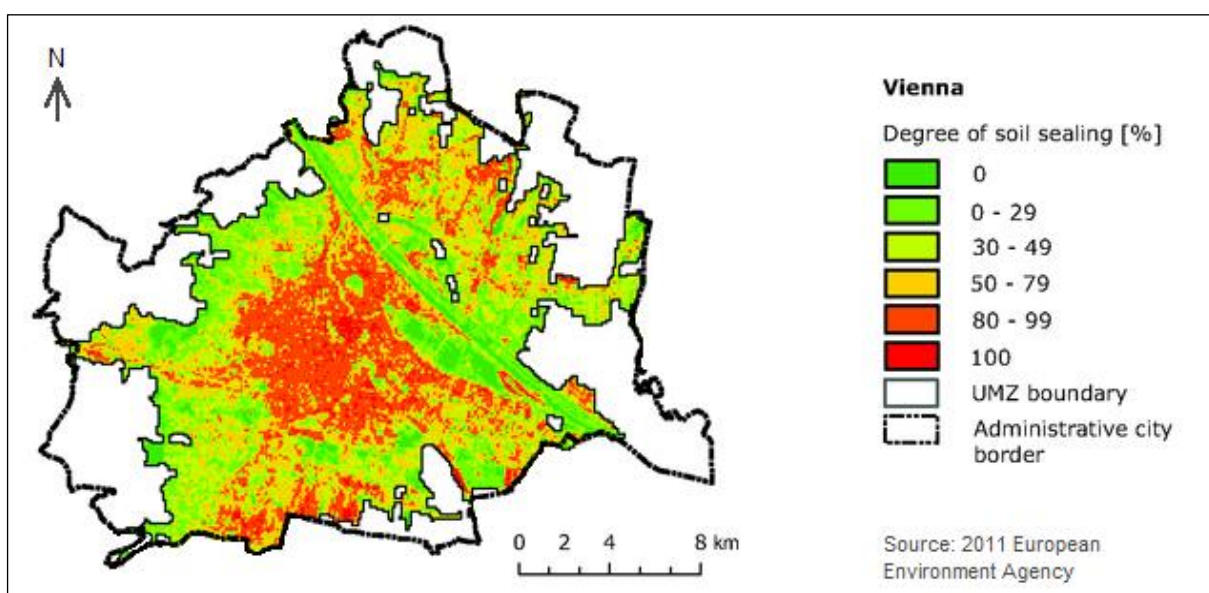 N
Vienna
Degree of soil sealing [%]
0
0 - 29
30 - 49
50 - 79
80 - 99
100
UMZ boundary
Administrative city
border
0 2 4 8 km
Source: 2011 European
Environment Agency